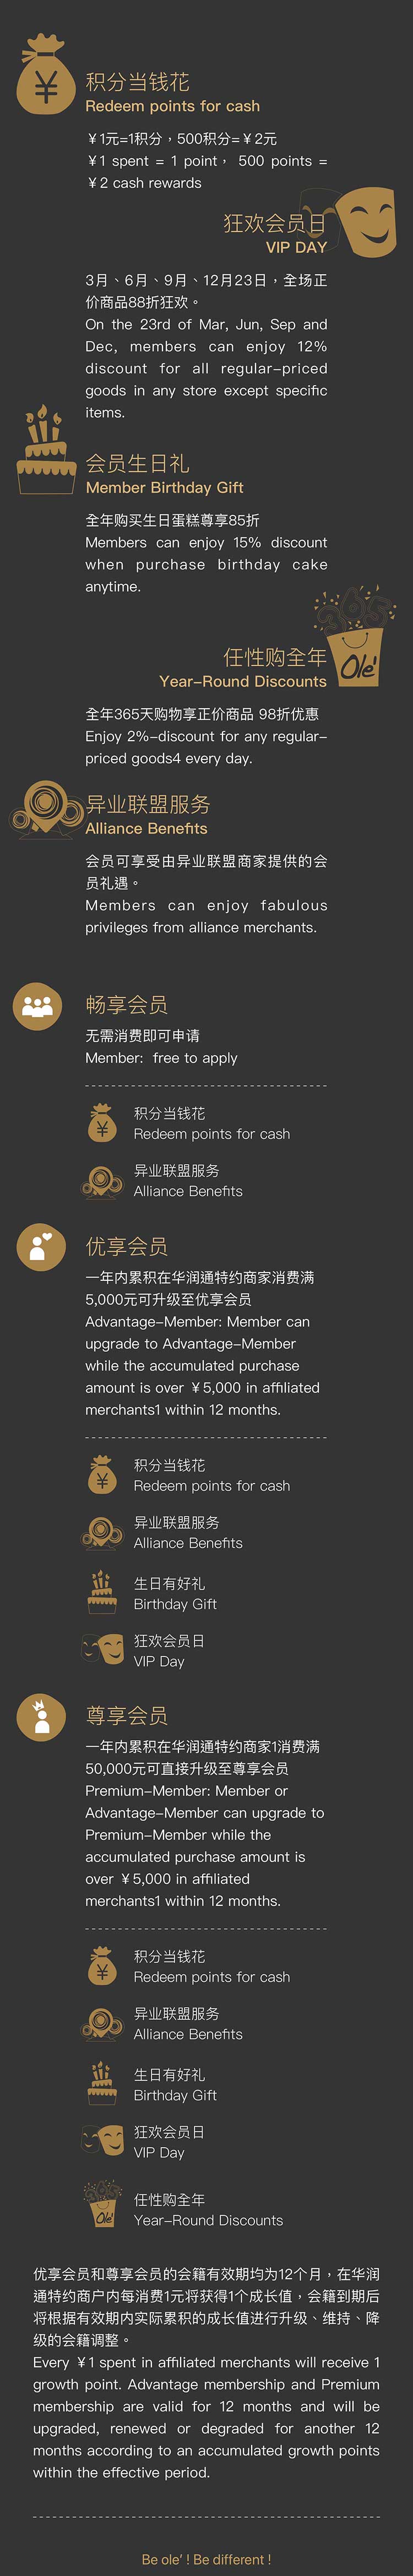 积分当钱花
Redeem points for cash
￥1元=1积分，500积分=￥2元
￥1 spent = 1 point， 500 points =
￥2 cash rewards
狂欢会员日
VIP DAY
3月、6月、9月、12月23日，全场正
价商品88折狂欢。
On the 23rd of Mar, Jun, Sep and
Dec, members can enjoy 12%
discount for all regular-priced
goods in any store except specific
items.
会员生日礼
Member Birthday Gift
全年购买生日蛋糕尊享85折
Members can enjoy 15% discount
when purchase birthday cake
anytime.
365
Ole'
任性购全年
Year-Round Discounts
全年365天购物享正价商品 98折优惠
Enjoy 2%-discount for any regular-
priced goods4 every day.
异业联盟服务
Alliance Benefits
会员可享受由异业联盟商家提供的会
员礼遇。
Members can enjoy fabulous
privileges from alliance merchants.
畅享会员
无需消费即可申请
Member: free to apply
积分当钱花
Redeem points for cash
异业联盟服务
Alliance Benefits
优享会员
一年内累积在华润通特约商家消费满
5,000元可升级至优享会员
Advantage-Member: Member can
upgrade to Advantage-Member
while the accumulated purchase
amount is over ￥5,000 in affiliated
merchants1 within 12 months.
积分当钱花
Redeem points for cash
异业联盟服务
Alliance Benefits
生日有好礼
Birthday Gift
狂欢会员日
VIP Day
尊享会员
一年内累积在华润通特约商家1消费满
50,000元可直接升级至尊享会员
Premium-Member: Member or
Advantage-Member can upgrade to
Premium-Member while the
accumulated purchase amount is
over ￥5,000 in affiliated
merchants1 within 12 months.
积分当钱花
Redeem points for cash
异业联盟服务
Alliance Benefits
生日有好礼
Birthday Gift
狂欢会员日
VIP Day
Ole'
任性购全年
Year-Round Discounts
优享会员和尊享会员的会籍有效期均为12个月，在华润
通特约商户内每消费1元将获得1个成长值，会籍到期后
将根据有效期内实际累积的成长值进行升级、维持、降
级的会籍调整。
Every ￥1 spent in affiliated merchants will receive 1
growth point. Advantage membership and Premium
membership are valid for 12 months and will be
upgraded, renewed or degraded for another 12
months according to an accumulated growth points
within the effective period.
Be ole' ! Be different !